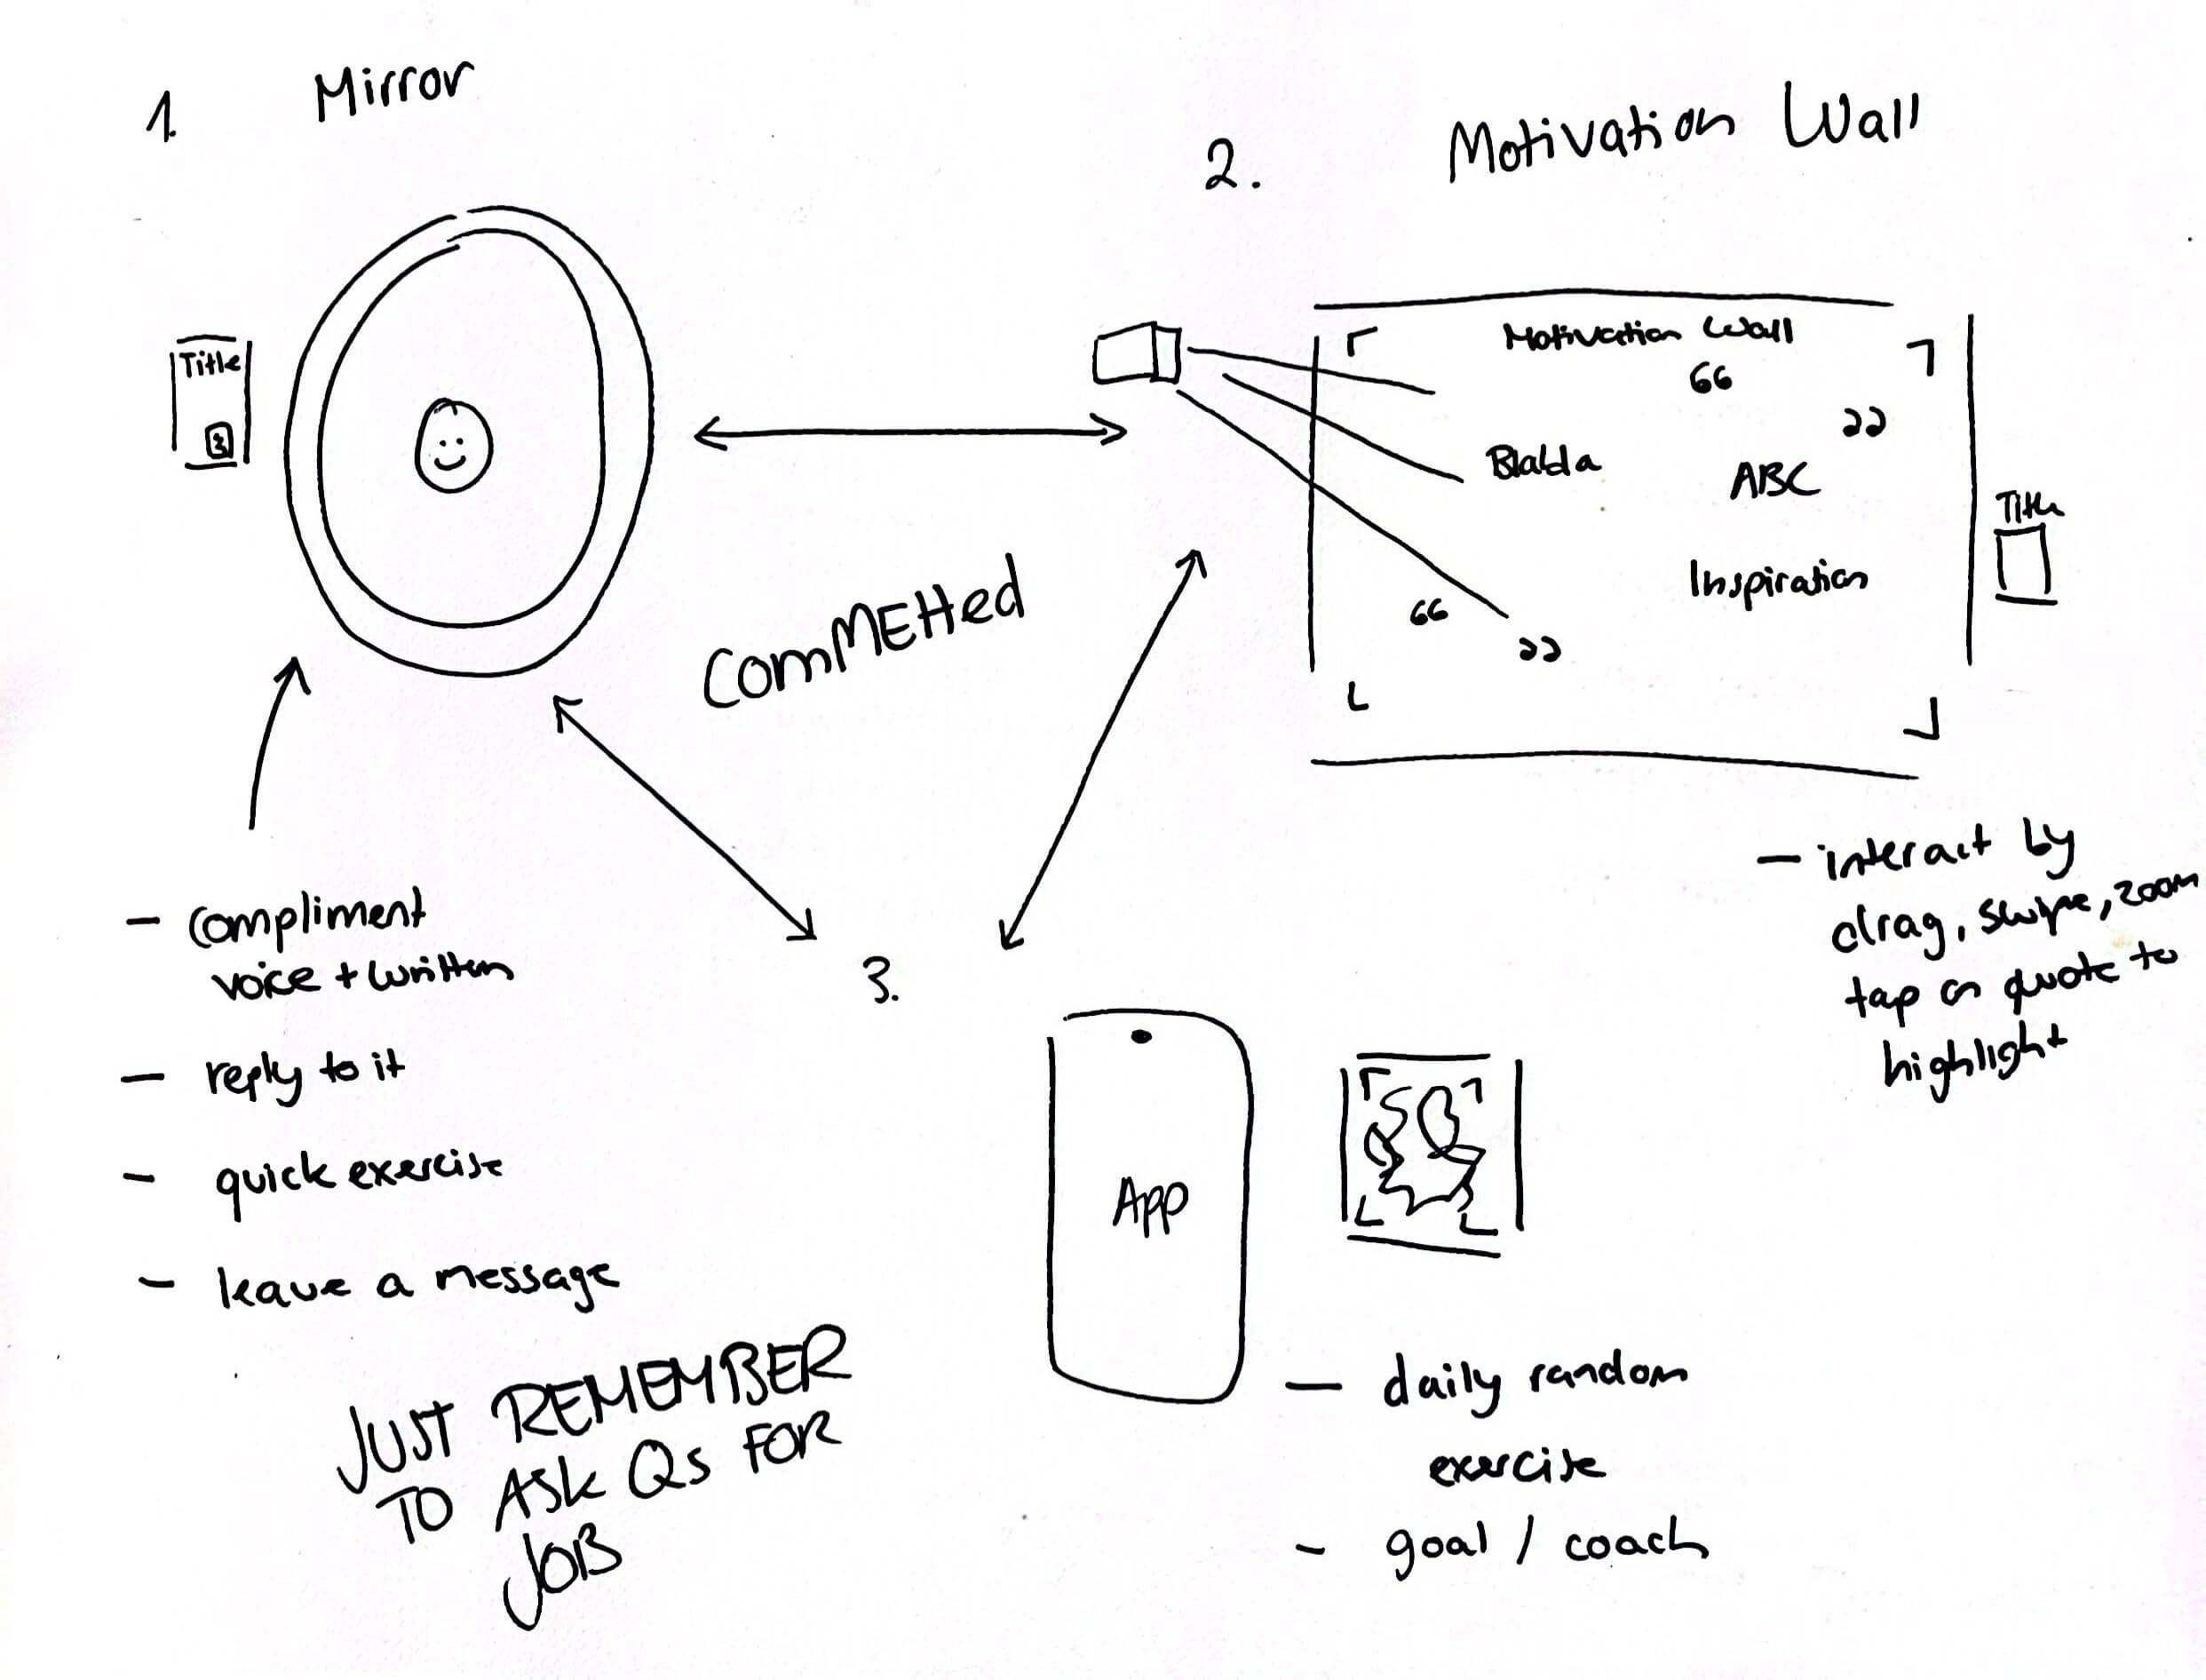 1. Mirror
Title
2. Motivation Wall
Motivation Wall
66
22
Blabla
ABC
Inspiration
66
22
Title
ComMEtted
- compliment
voice + written
- reply to it
- quick exercise
- leave a message
- interact by
drag, swipe, zoom
tap on quote to
highlight
3.
App
- daily random
exercise
- goal / coach
JUST REMEMBER
TO ASK Qs FOR
JOB